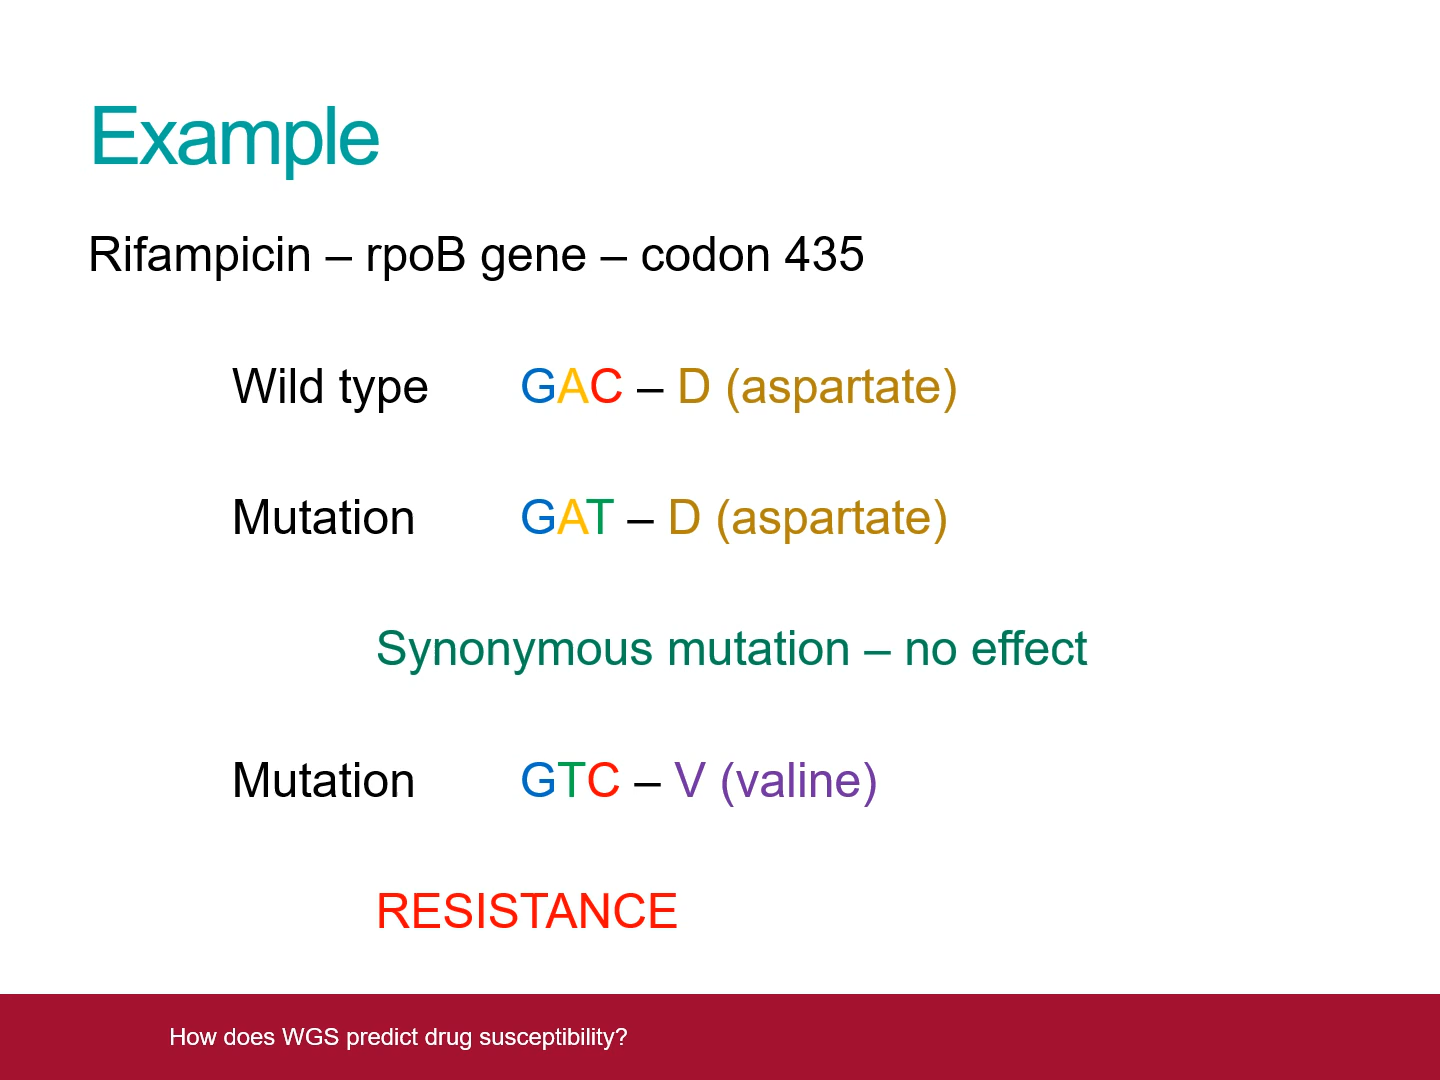 Example
Rifampicin – rpoB gene – codon 435
Wild type GAC – D (aspartate)
Mutation GAT – D (aspartate)
Synonymous mutation – no effect
Mutation GTC – V (valine)
RESISTANCE
How does WGS predict drug susceptibility?